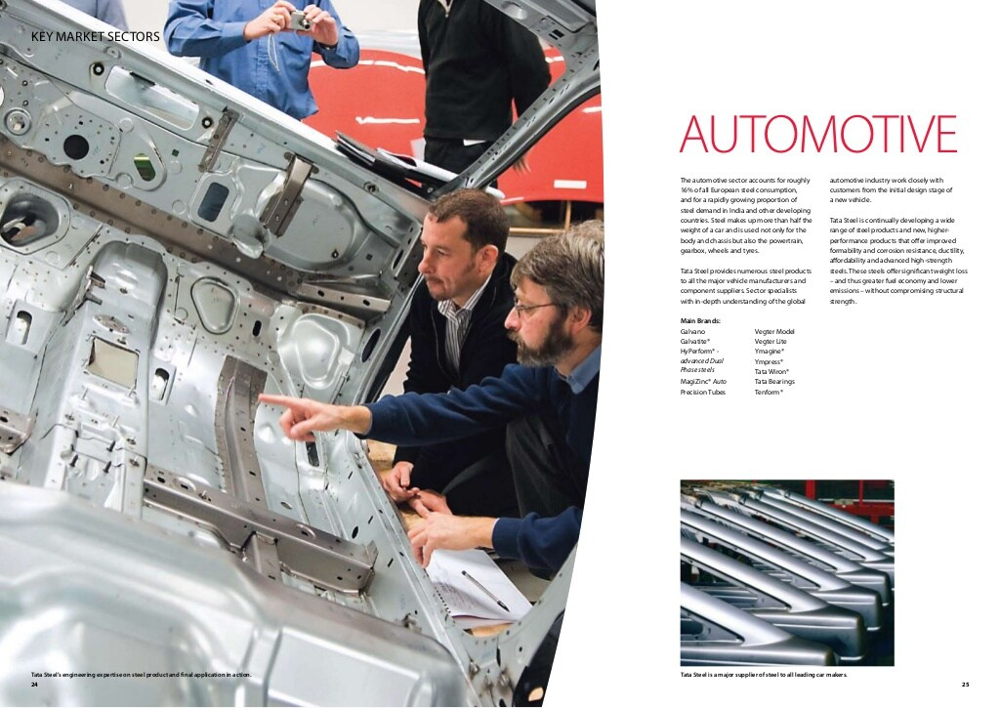 KEY MARKET SECTORS
AUTOMOTIVE
The automotive sector accounts for roughly
16% of all European steel consumption,
and for a rapidly growing proportion of
steel demand in India and other developing
countries. Steel makes up more than half the
weight of a car and is used not only for the
body and chassis but also the powertrain,
gearbox, wheels and tyres.
Tata Steel provides numerous steel products
to all the major vehicle manufacturers and
component suppliers. Sector specialists
with in-depth understanding of the global
automotive industry work closely with
customers from the initial design stage of
a new vehicle.
Tata Steel is continually developing a wide
range of steel products and new, higher-
performance products that offer improved
formability and corrosion resistance, ductility,
affordability and advanced high-strength
steels. These steels offer significant weight loss
– and thus greater fuel economy and lower
emissions – without compromising structural
strength.
Main Brands:
Galvano
Galvatite®
HyPerform® -
advanced Dual
Phase steels
MagiZinc® Auto
Precision Tubes
Vegter Model
Vegter Lite
Ymagine®
Ympress®
Tata Wiron®
Tata Bearings
Tenform®
Tata Steel's engineering expertise on steel product and final application in action.
24
Tata Steel is a major supplier of steel to all leading car makers.
25